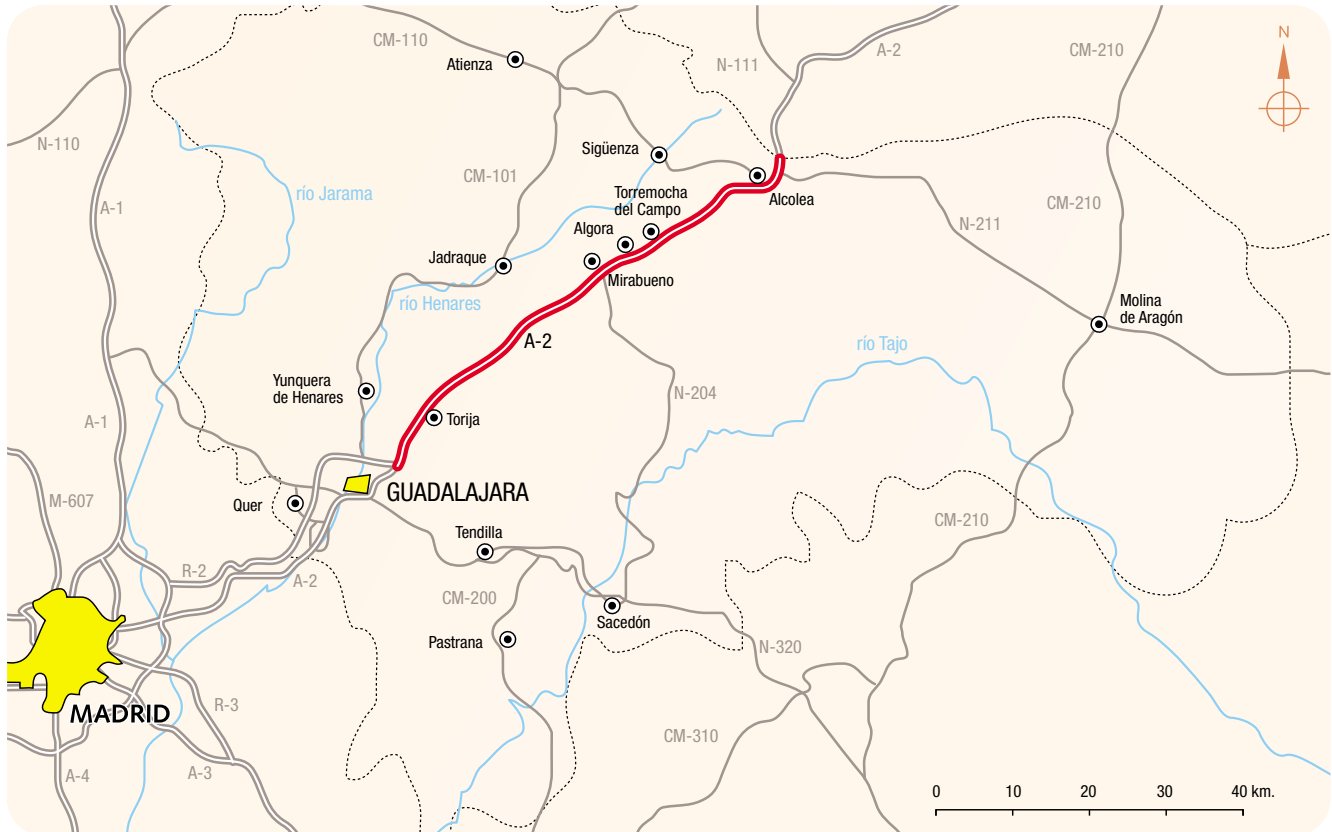 CM-110
Atienza
N-111
A-2
CM-210
N
N-110
Sigüenza
CM-101
río Jarama
Torremocha
del Campo
Alcolea
A-1
CM-210
N-211
Algora
Jadraque
Mirabueno
río Henares
Molina
de Aragón
A-2
río Tajo
Yunquera
de Henares
N-204
A-1
Torija
M-607
Quer
GUADALAJARA
CM-210
Tendilla
R-2
A-2
CM-200
Sacedón
Pastrana
N-320
R-3
MADRID
CM-310
A-4
A-3
0 10 20 30 40 km.